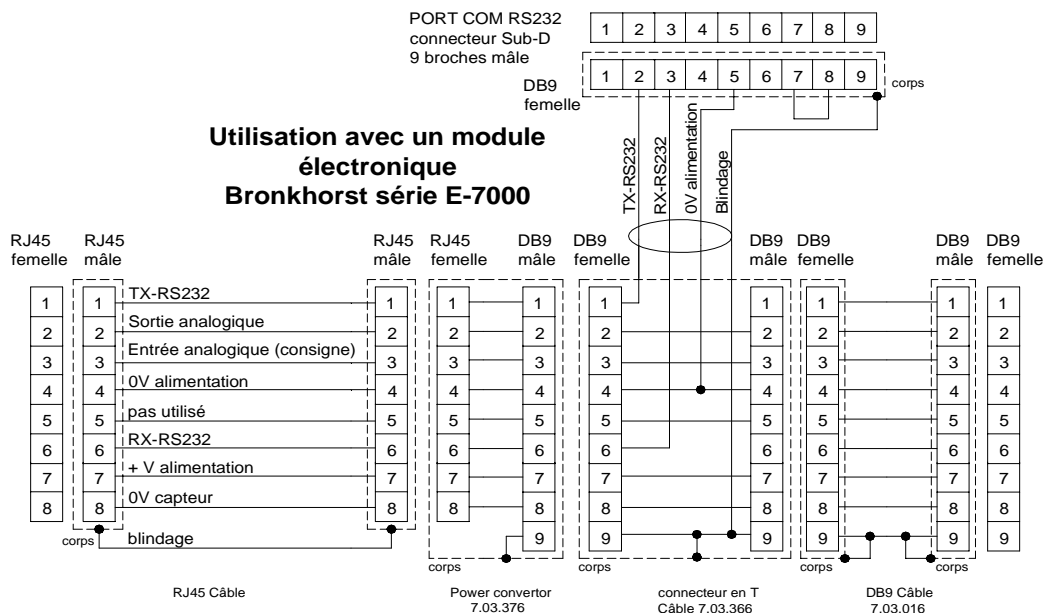 PORT COM RS232
connecteur Sub-D
9 broches mâle
1 2 3 4 5 6 7 8 9
DB9
femelle
1 2 3 4 5 6 7 8 9
corps
Utilisation avec un module
électronique
Bronkhorst série E-7000
TX-RS232
RX-RS232
0V alimentation
Blindage
RJ45
femelle
RJ45
mâle
RJ45
mâle
RJ45
femelle
DB9
mâle
DB9
femelle
DB9
mâle
DB9
femelle
DB9
mâle
DB9
femelle
1 1 TX-RS232 1 1 1 1 1 1 1 1
2 2 Sortie analogique 2 2 2 2 2 2 2 2
3 3 Entrée analogique (consigne) 3 3 3 3 3 3 3 3
4 4 0V alimentation 4 4 4 4 4 4 4 4
5 5 pas utilisé 5 5 5 5 5 5 5 5
6 6 RX-RS232 6 6 6 6 6 6 6 6
7 7 + V alimentation 7 7 7 7 7 7 7 7
8 8 0V capteur 8 8 8 8 8 8 8 8
corps blindage 9 9 9 9 9 9
corps corps corps corps
RJ45 Câble
Power convertor
7.03.376
connecteur en T
Câble 7.03.366
DB9 Câble
7.03.016